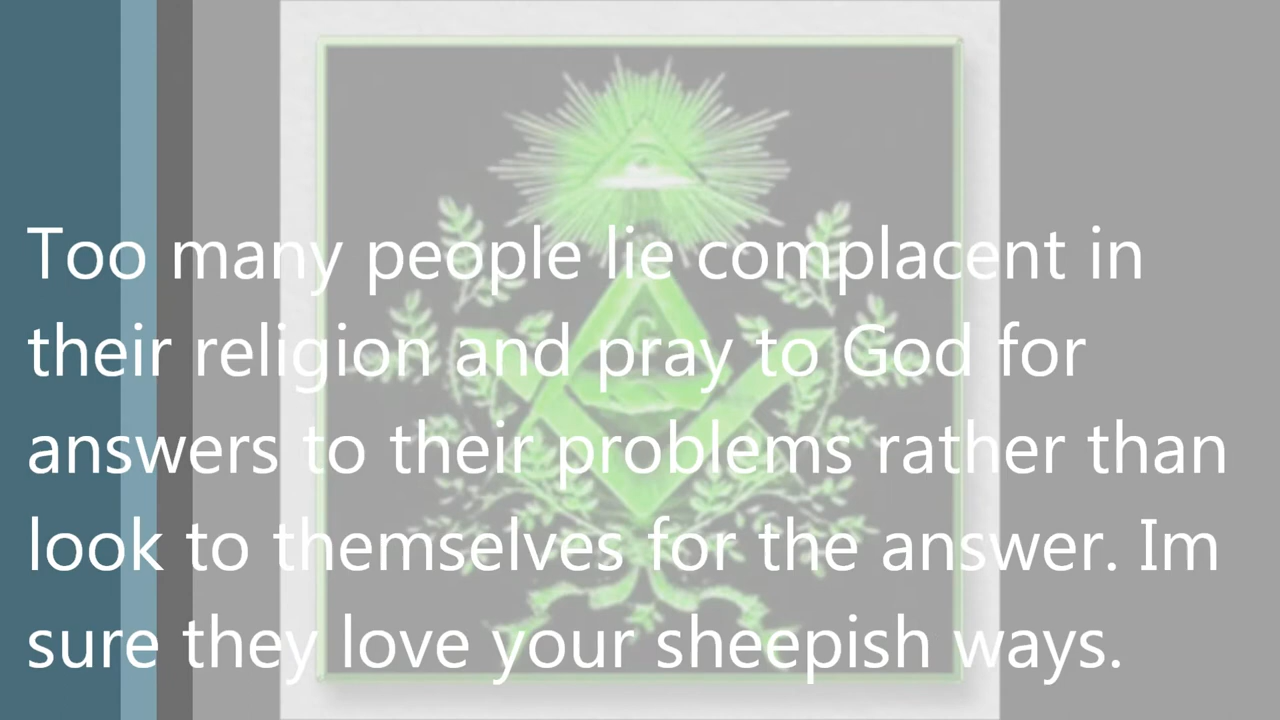 Too many people lie complacent in
their religion and pray to God for
answers to their problems rather than
look to themselves for the answer. Im
sure they love your sheepish ways.